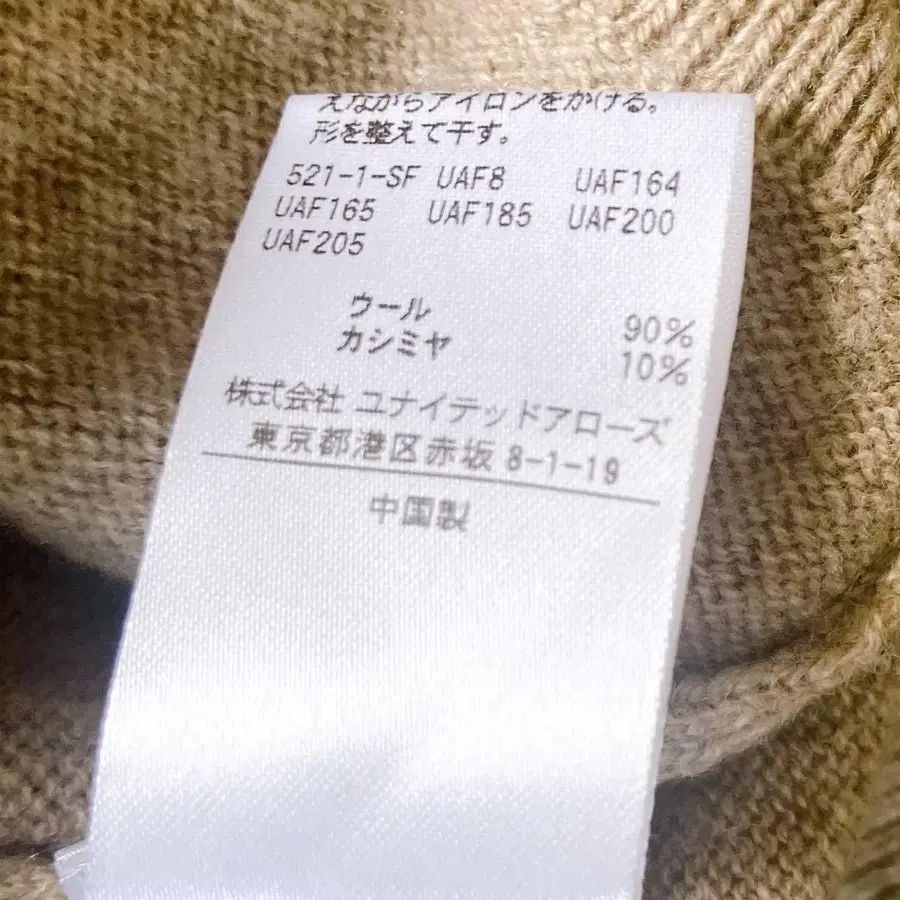 えながらアイロンをかける。
形を整えて干す。
521-1-SF UAF8 UAF164
UAF165 UAF185 UAF200
UAF205
ウール 90%
カシミヤ 10%
株式会社 ユナイテッドアローズ
東京都港区赤坂 8-1-19
中国製